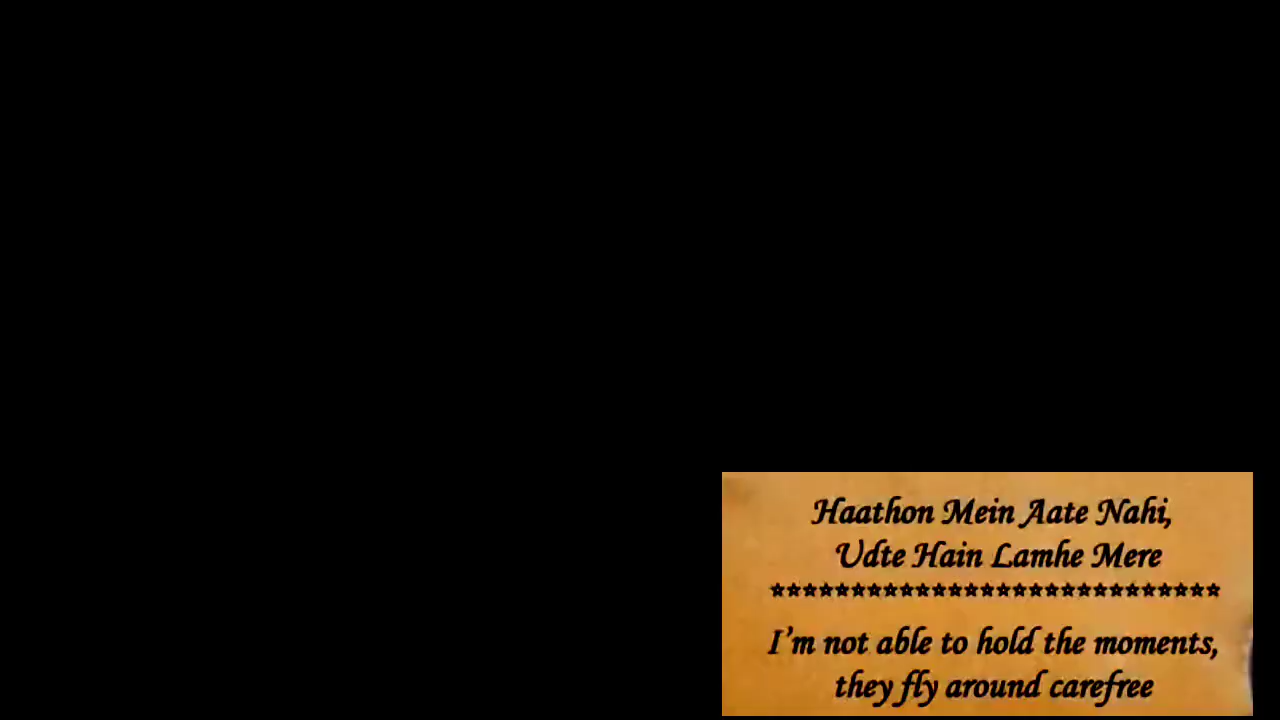 Haathon Mein Aate Nahi,
Udte Hain Lamhe Mere
****************************
I'm not able to hold the moments,
they fly around carefree